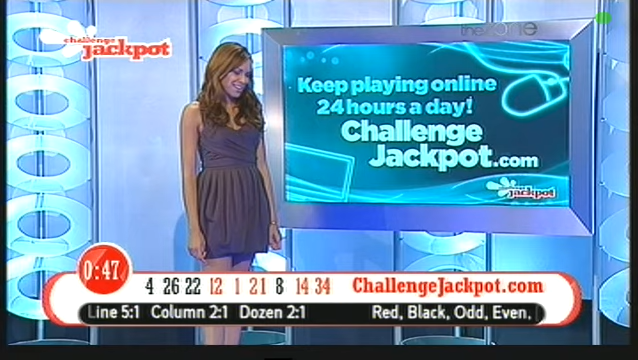 challenge
jackpot
the zone
Keep playing online
24 hours a day!
Challenge
Jackpot.com
jackpot
0:47
4 26 22 12 1 21 8 14 34
ChallengeJackpot.com
Line 5:1 Column 2:1 Dozen 2:1
Red, Black, Odd, Even,